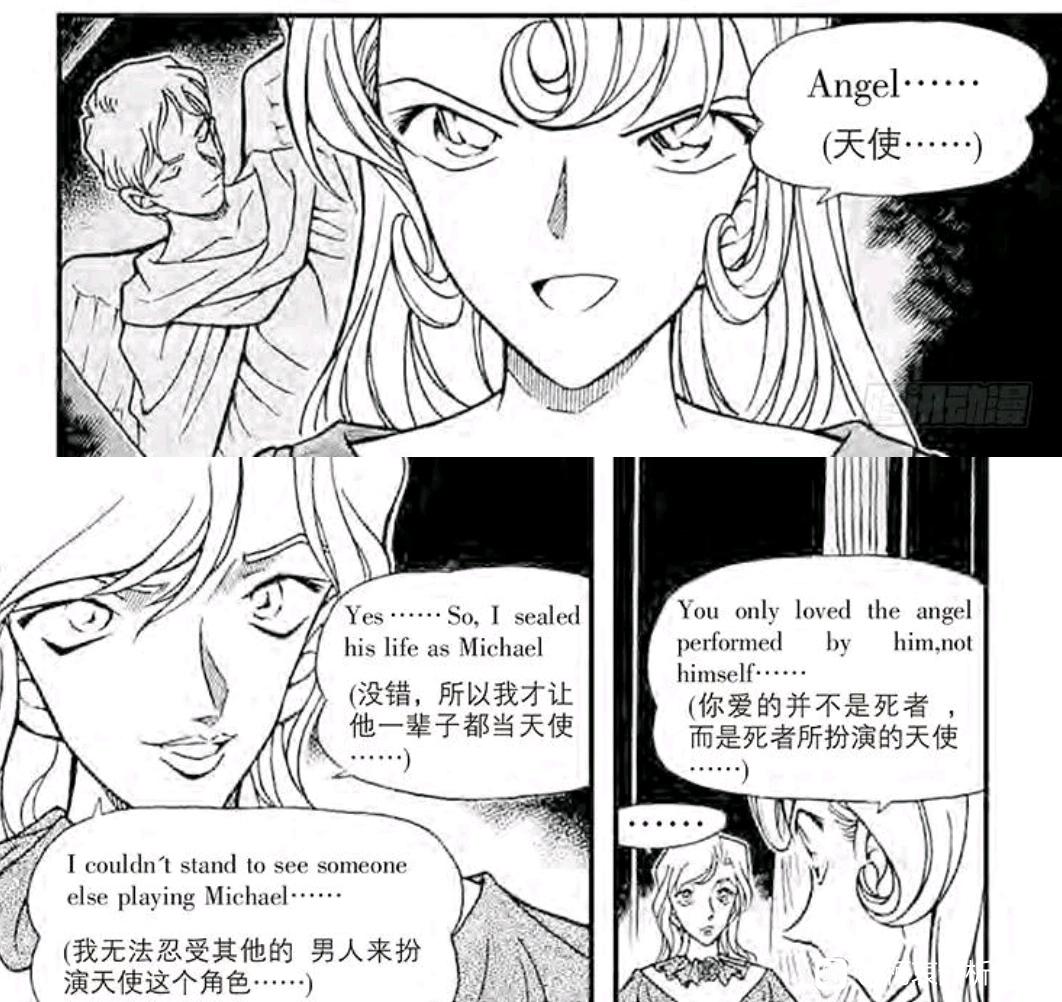 Angel⋯⋯
(天使⋯⋯)
腾讯动漫
You only loved the angel
performed by him,not
himself⋯⋯
(你爱的并不是死者，
而是死者所扮演的天使
⋯⋯)
⋯⋯
Yes⋯⋯So, I sealed
his life as Michael
(没错，所以我才让
他一辈子都当天使
⋯⋯)
I couldn´t stand to see someone
else playing Michael⋯⋯
(我无法忍受其他的 男人来扮
演天使这个角色⋯⋯)